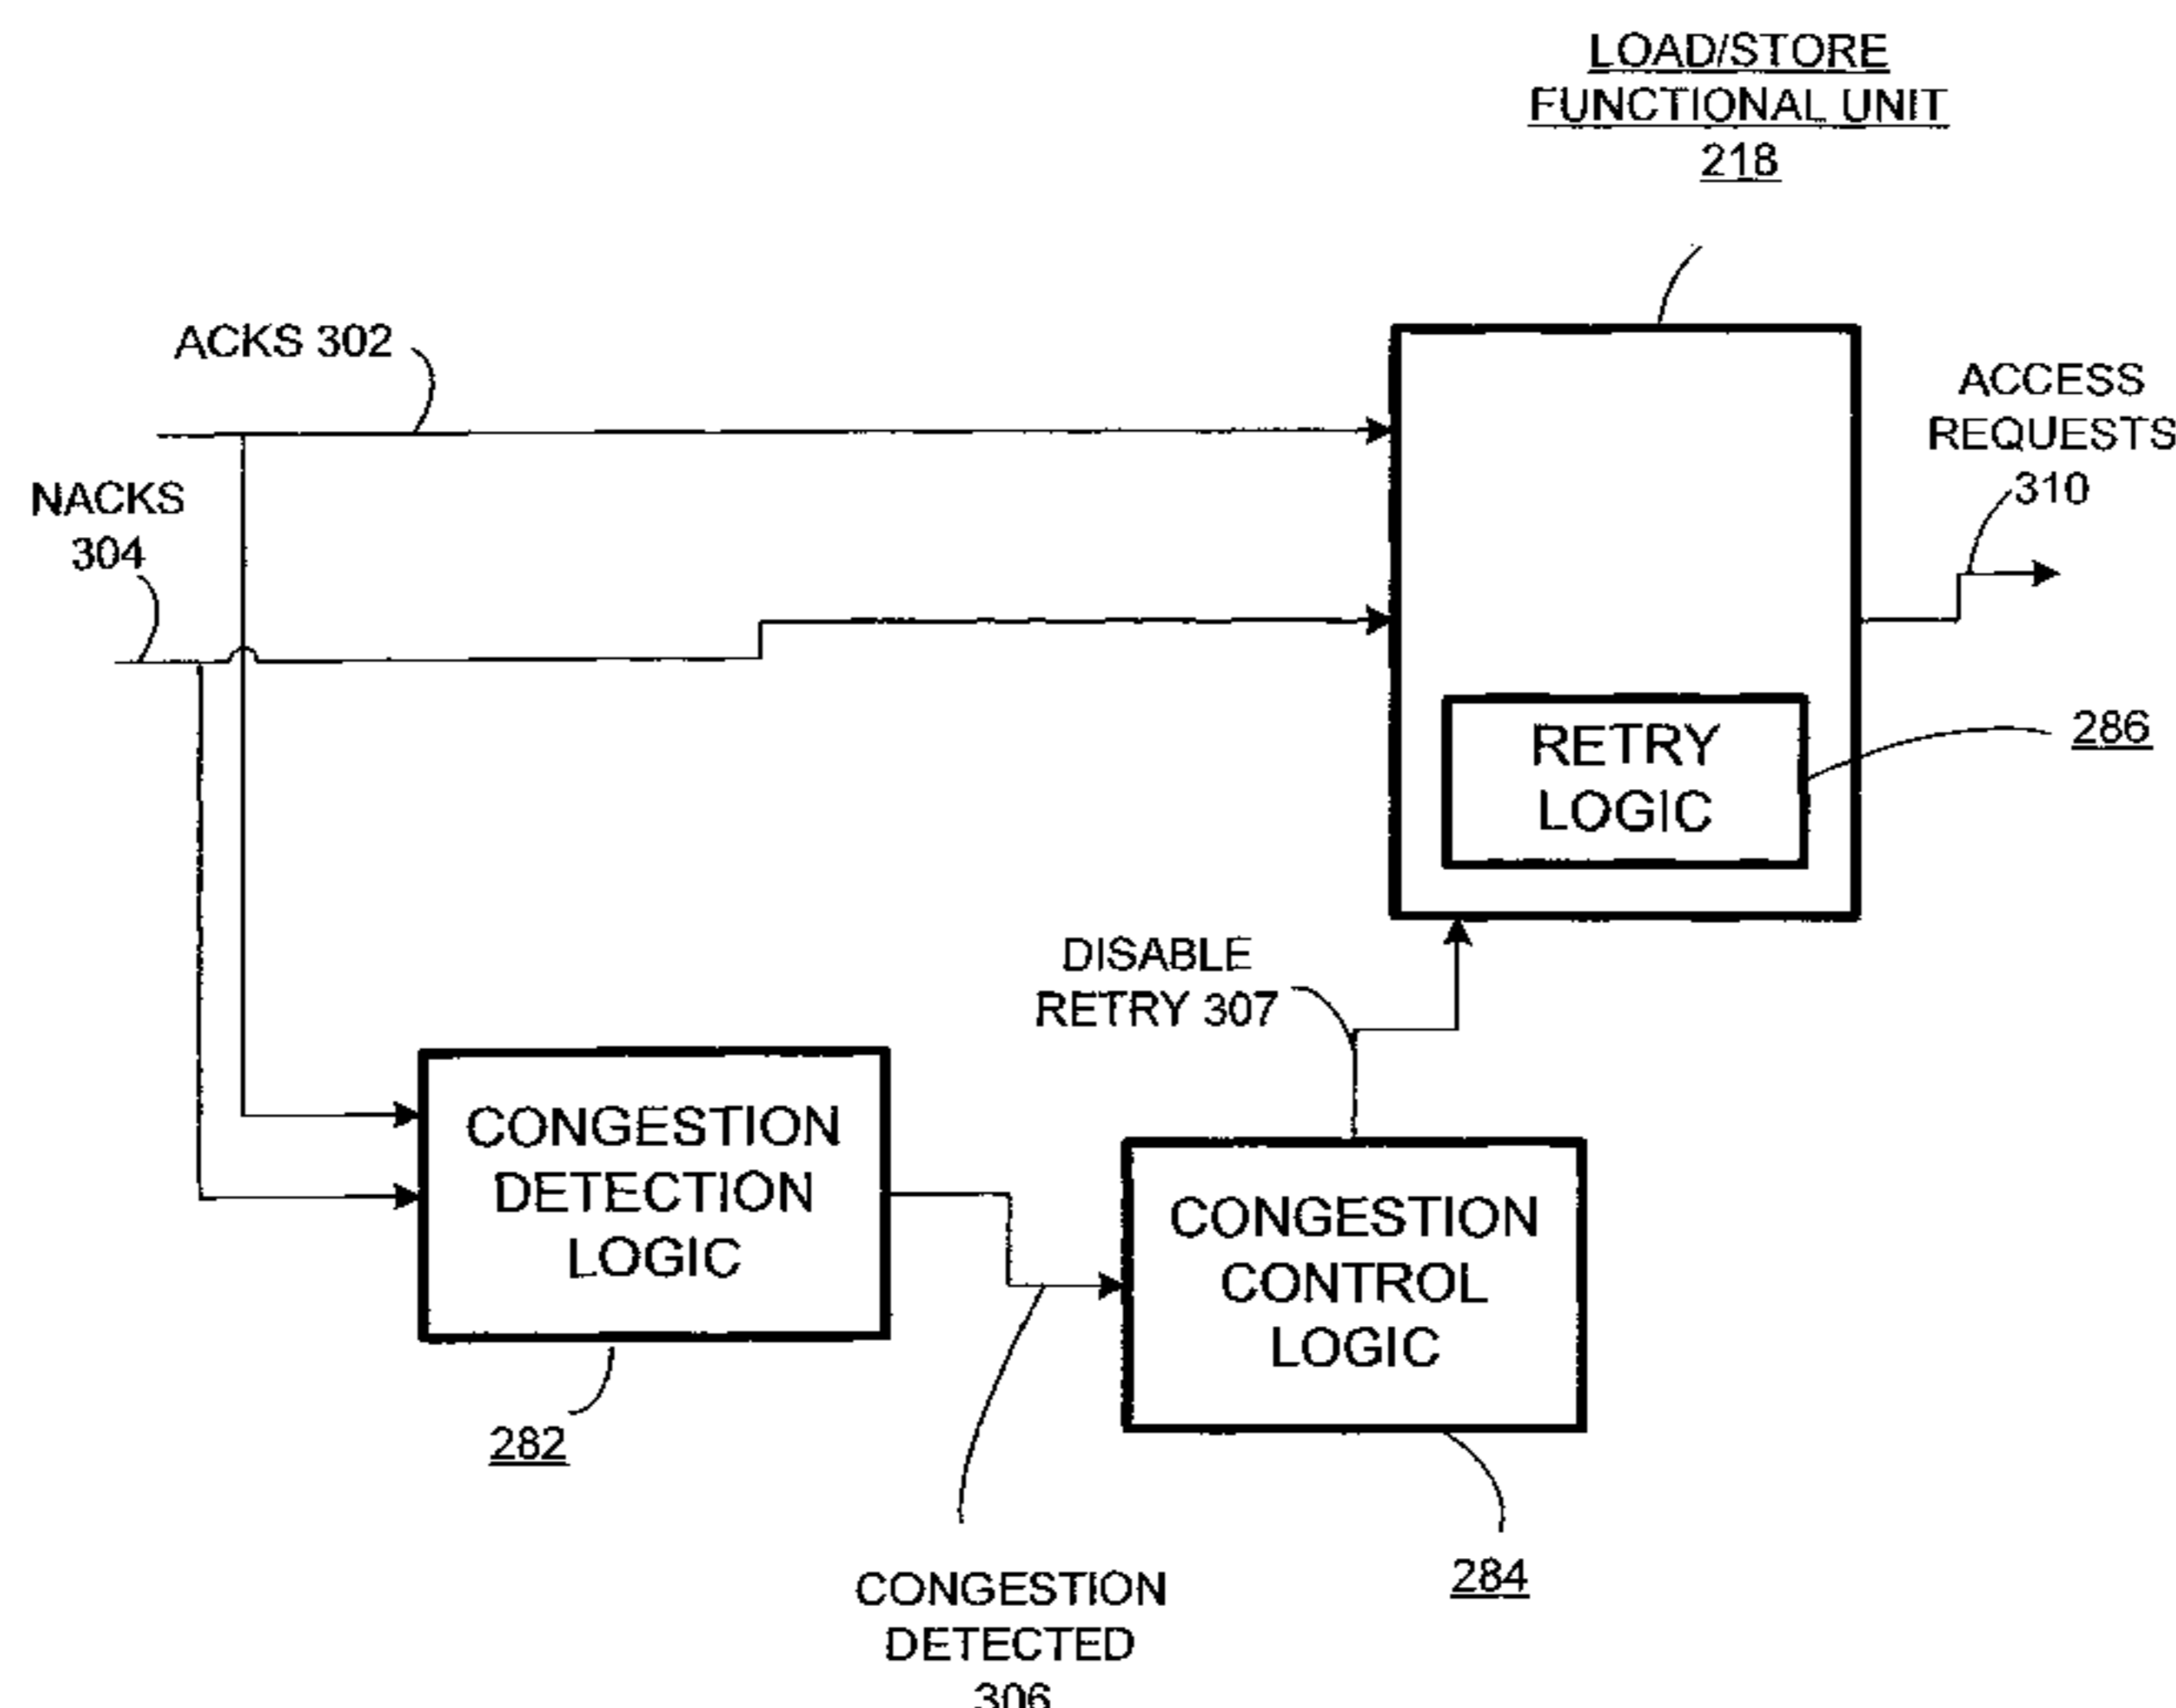 LOAD/STORE
FUNCTIONAL UNIT
218
ACKS 302
ACCESS
REQUESTS
310
NACKS
304
RETRY
LOGIC
286
DISABLE
RETRY 307
CONGESTION
DETECTION
LOGIC
CONGESTION
CONTROL
LOGIC
282
284
CONGESTION
DETECTED
306